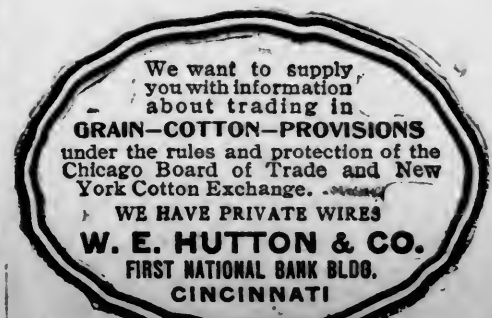 We want to supply
you with information
about trading in
GRAIN—COTTON—PROVISIONS
under the rules and protection of the
Chicago Board of Trade and New
York Cotton Exchange.
WE HAVE PRIVATE WIRES
W. E. HUTTON & CO.
FIRST NATIONAL BANK BLDG.
CINCINNATI